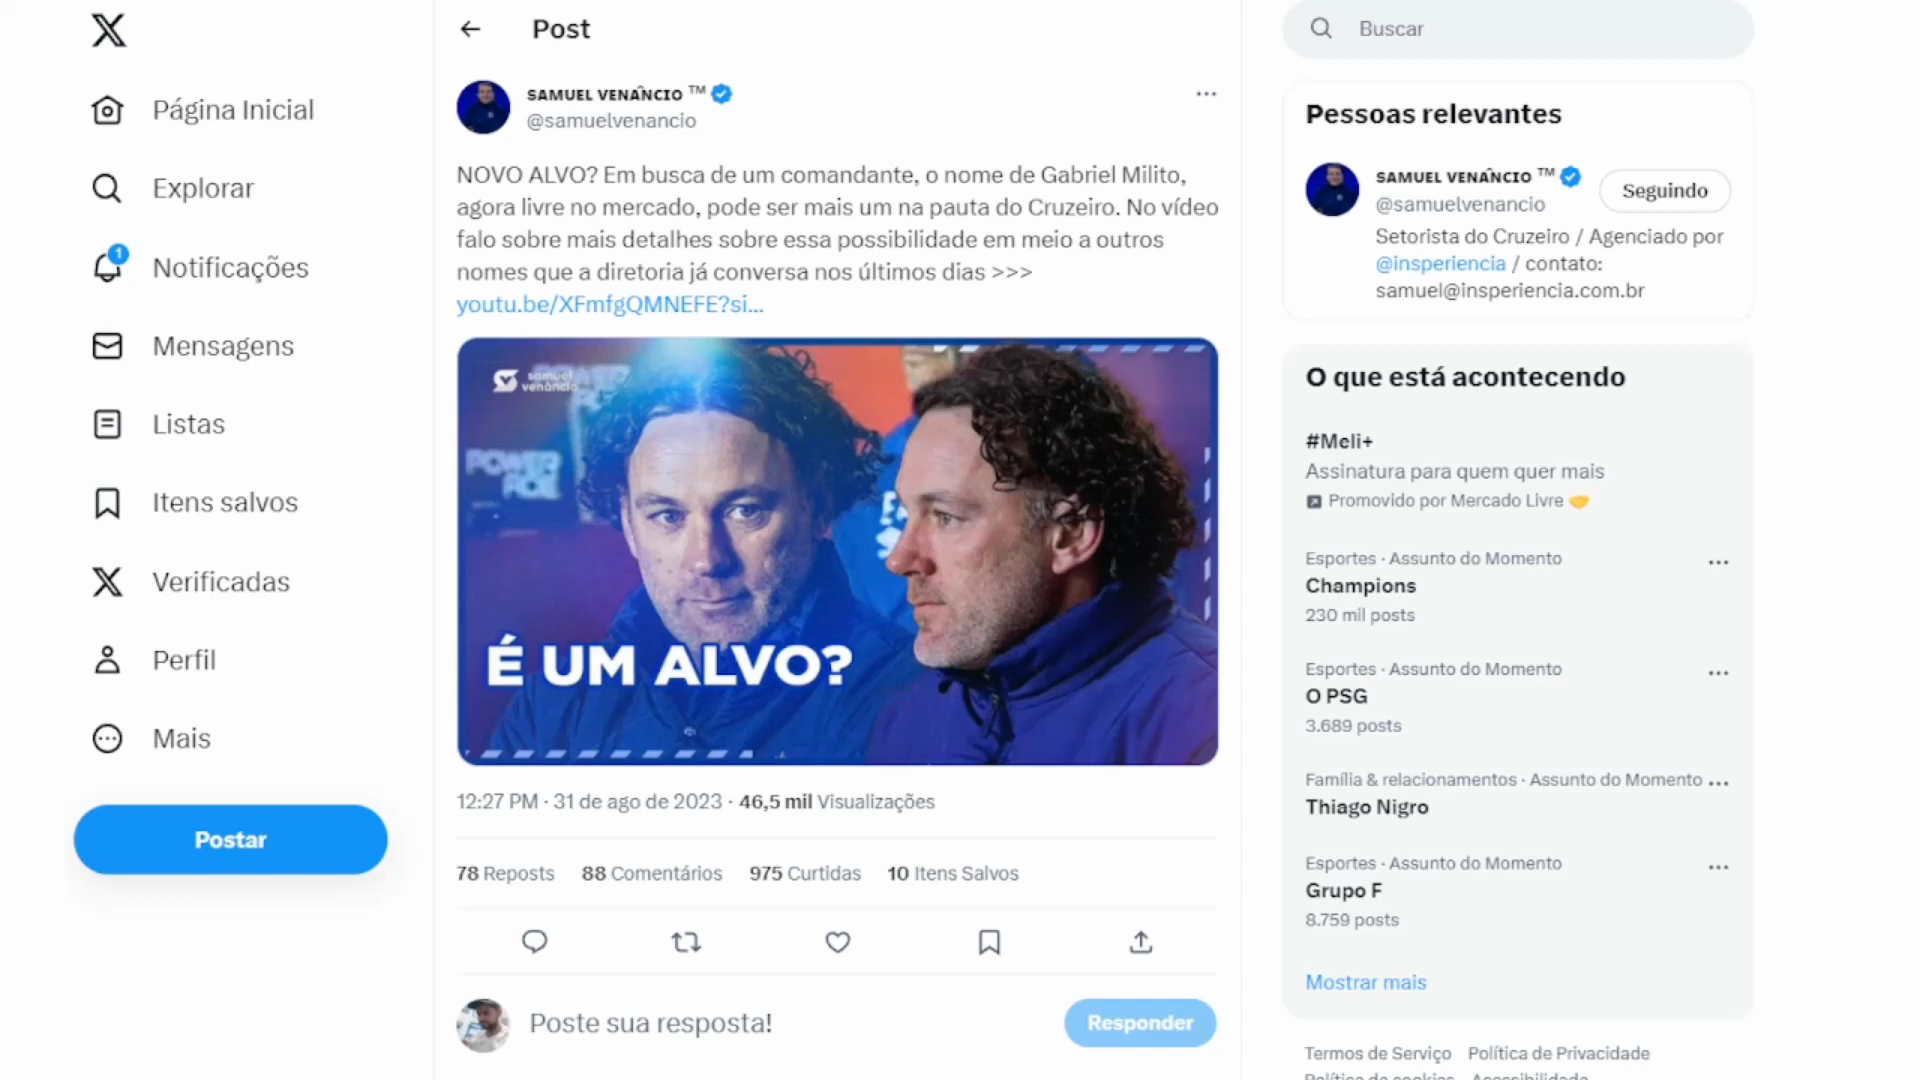 Página Inicial
Explorar
1
Notificações
Mensagens
Listas
Itens salvos
Verificadas
Perfil
Mais
Postar
Post
SAMUEL VENÂNCIO ™
@samuelvenancio
NOVO ALVO? Em busca de um comandante, o nome de Gabriel Milito,
agora livre no mercado, pode ser mais um na pauta do Cruzeiro. No vídeo
falo sobre mais detalhes sobre essa possibilidade em meio a outros
nomes que a diretoria já conversa nos últimos dias >>>
youtu.be/XFmfgQMNEFE?si...
samuel
venâncio
POWER
É UM ALVO?
12:27 PM · 31 de ago de 2023 · 46,5 mil Visualizações
78 Reposts 88 Comentários 975 Curtidas 10 Itens Salvos
Poste sua resposta!
Responder
Buscar
Pessoas relevantes
SAMUEL VENÂNCIO ™
@samuelvenancio
Seguindo
Setorista do Cruzeiro / Agenciado por
@insperiencia / contato:
samuel@insperiencia.com.br
O que está acontecendo
#Meli+
Assinatura para quem quer mais
Promovido por Mercado Livre
Esportes · Assunto do Momento
Champions
230 mil posts
Esportes · Assunto do Momento
O PSG
3.689 posts
Família & relacionamentos · Assunto do Momento
Thiago Nigro
Esportes · Assunto do Momento
Grupo F
8.759 posts
Mostrar mais
Termos de Serviço Política de Privacidade
Política de cookies Acessibilidade